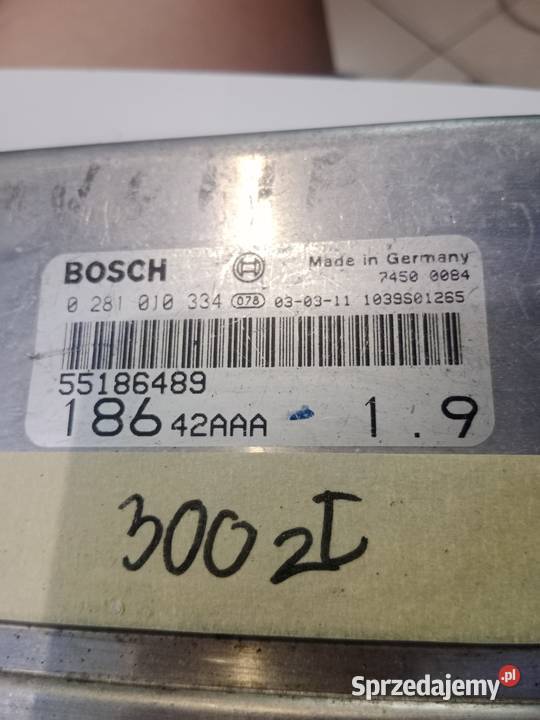 BOSCH
Made in Germany
7450 0084
0 281 010 334 078 03-03-11 1039S01265
55186489
186 42AAA - 1.9
300 zł
Sprzedajemy.pl